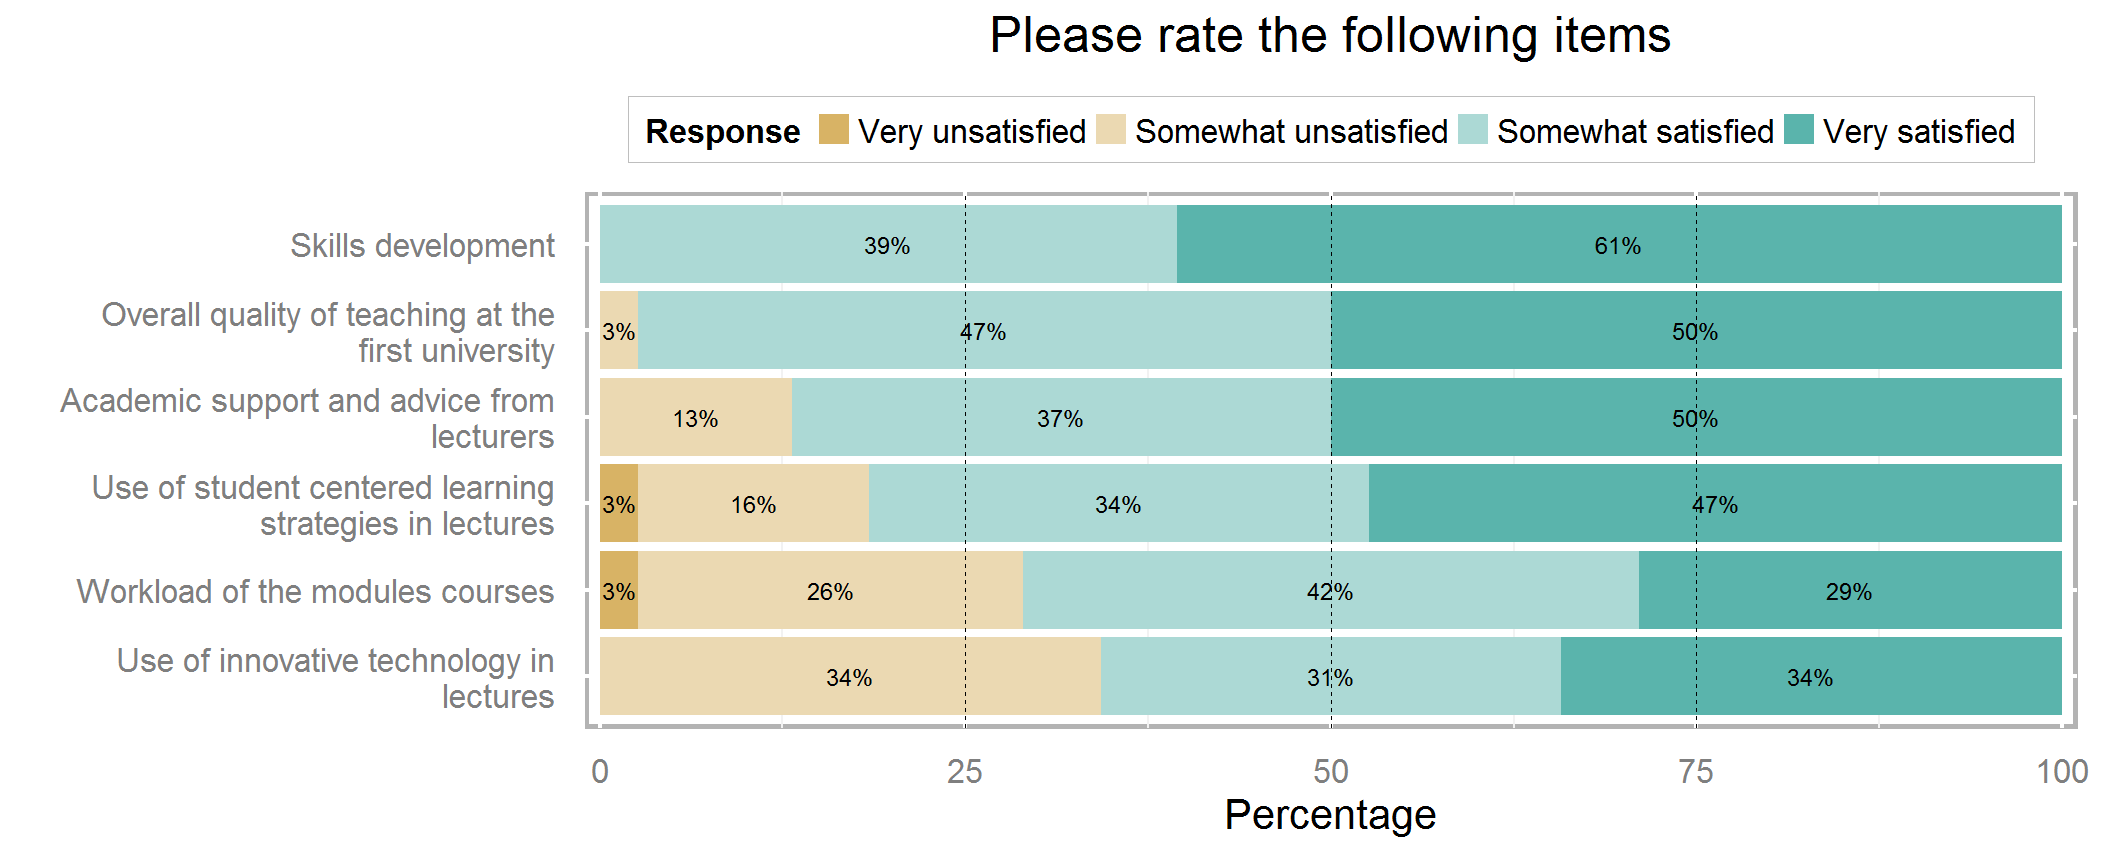 Please rate the following items
Response Very unsatisfied Somewhat unsatisfied Somewhat satisfied Very satisfied
Skills development 39% 61%
Overall quality of teaching at the
first university
3% 47% 50%
Academic support and advice from
lecturers
13% 37% 50%
Use of student centered learning
strategies in lectures
3% 16% 34% 47%
Workload of the modules courses 3% 26% 42% 29%
Use of innovative technology in
lectures
34% 31% 34%
0 25 50 75 100
Percentage